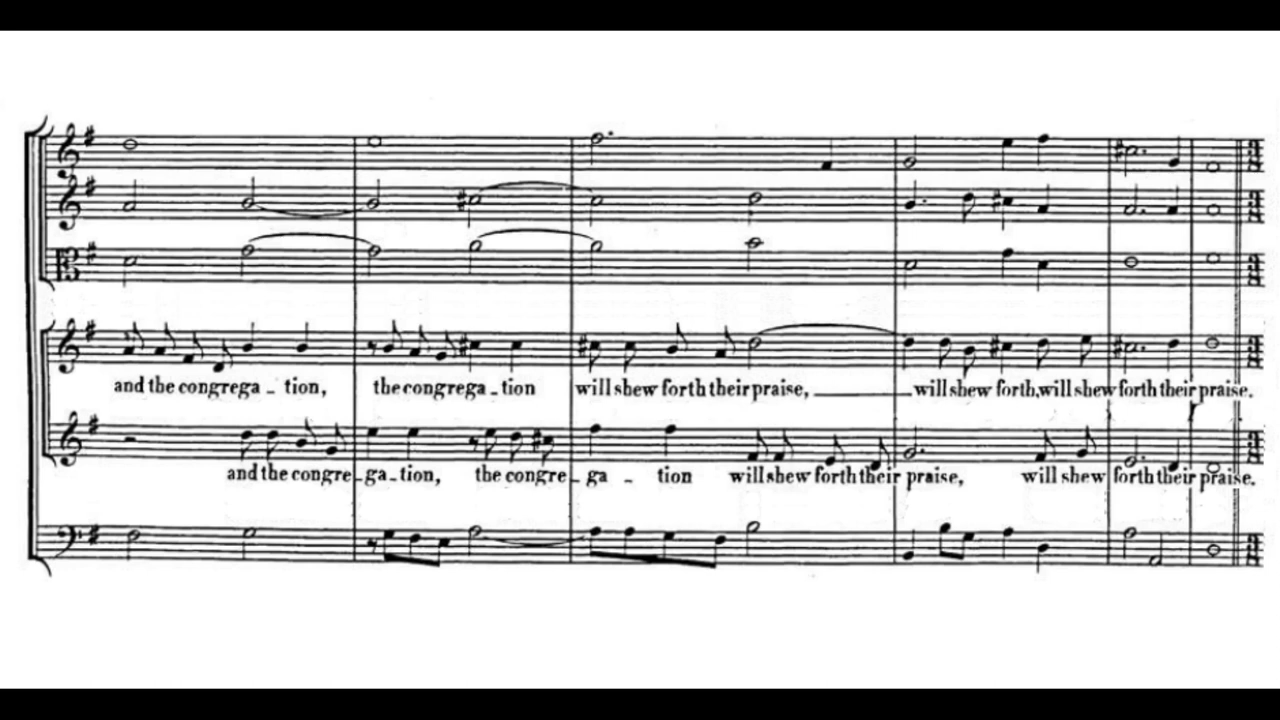 and the congrega - tion, the congrega - tion will shew forth their praise, will shew forth, will shew forth their praise.
and the congre - ga - tion, the congre - ga - tion will shew forth their praise, will shew forth their praise.